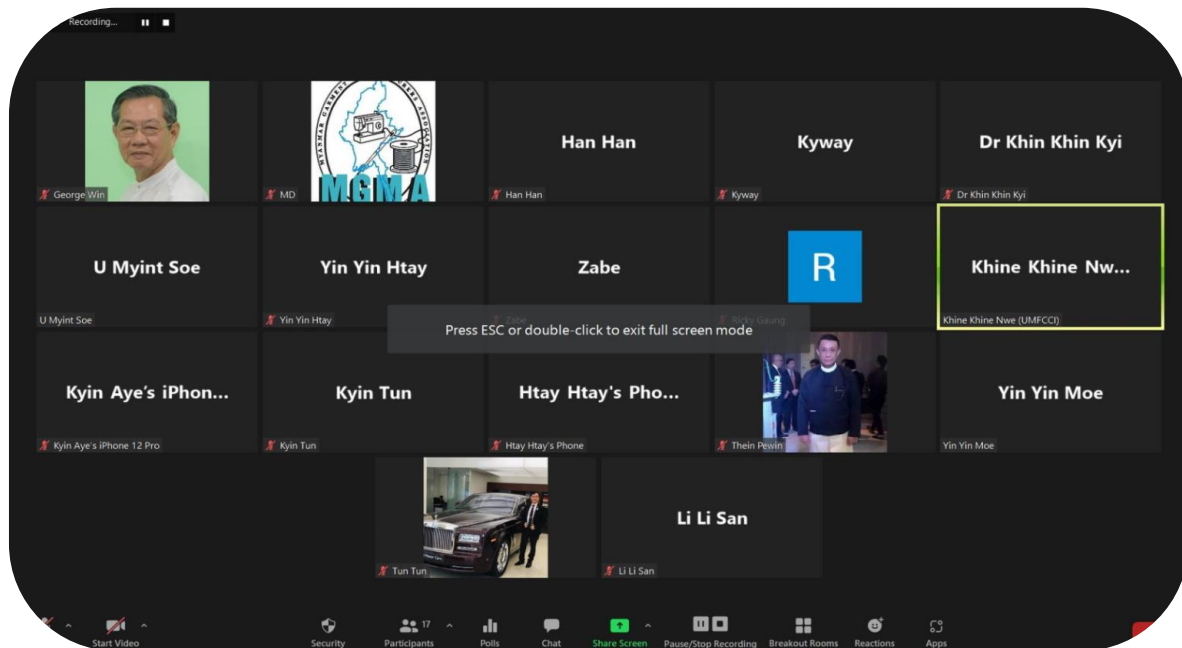 Recording...
MYANMAR GARMENT
MGMA
Han Han
Kyway
Dr Khin Khin Kyi
George Win
MD
Han Han
Kyway
Dr Khin Khin Kyi
U Myint Soe
Yin Yin Htay
Zabe
R
Khine Khine Nw...
U Myint Soe
Yin Yin Htay
Zabe
Ricky Gaung
Khine Khine Nwe (UMFCCI)
Press ESC or double-click to exit full screen mode
Kyin Aye's iPhon...
Kyin Tun
Htay Htay's Pho...
Yin Yin Moe
Kyin Aye's iPhone 12 Pro
Kyin Tun
Htay Htay's Phone
Thein Pewin
Yin Yin Moe
Li Li San
Tun Tun
Li Li San
17
Start Video
Security
Participants
Polls
Chat
Share Screen
Pause/Stop Recording
Breakout Rooms
Reactions
Apps